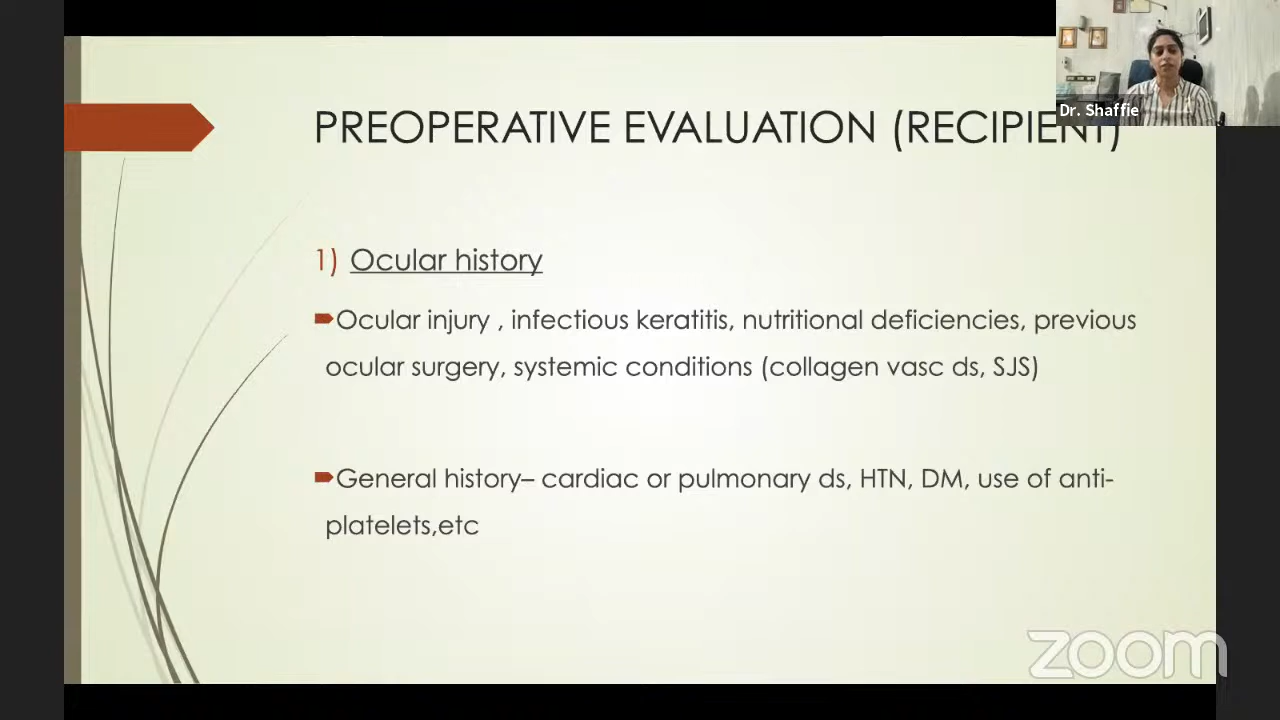 PREOPERATIVE EVALUATION (RECIPIENT)
Dr. Shaffie
1) Ocular history
Ocular injury , infectious keratitis, nutritional deficiencies, previous
ocular surgery, systemic conditions (collagen vasc ds, SJS)
General history– cardiac or pulmonary ds, HTN, DM, use of anti-
platelets,etc
zoom